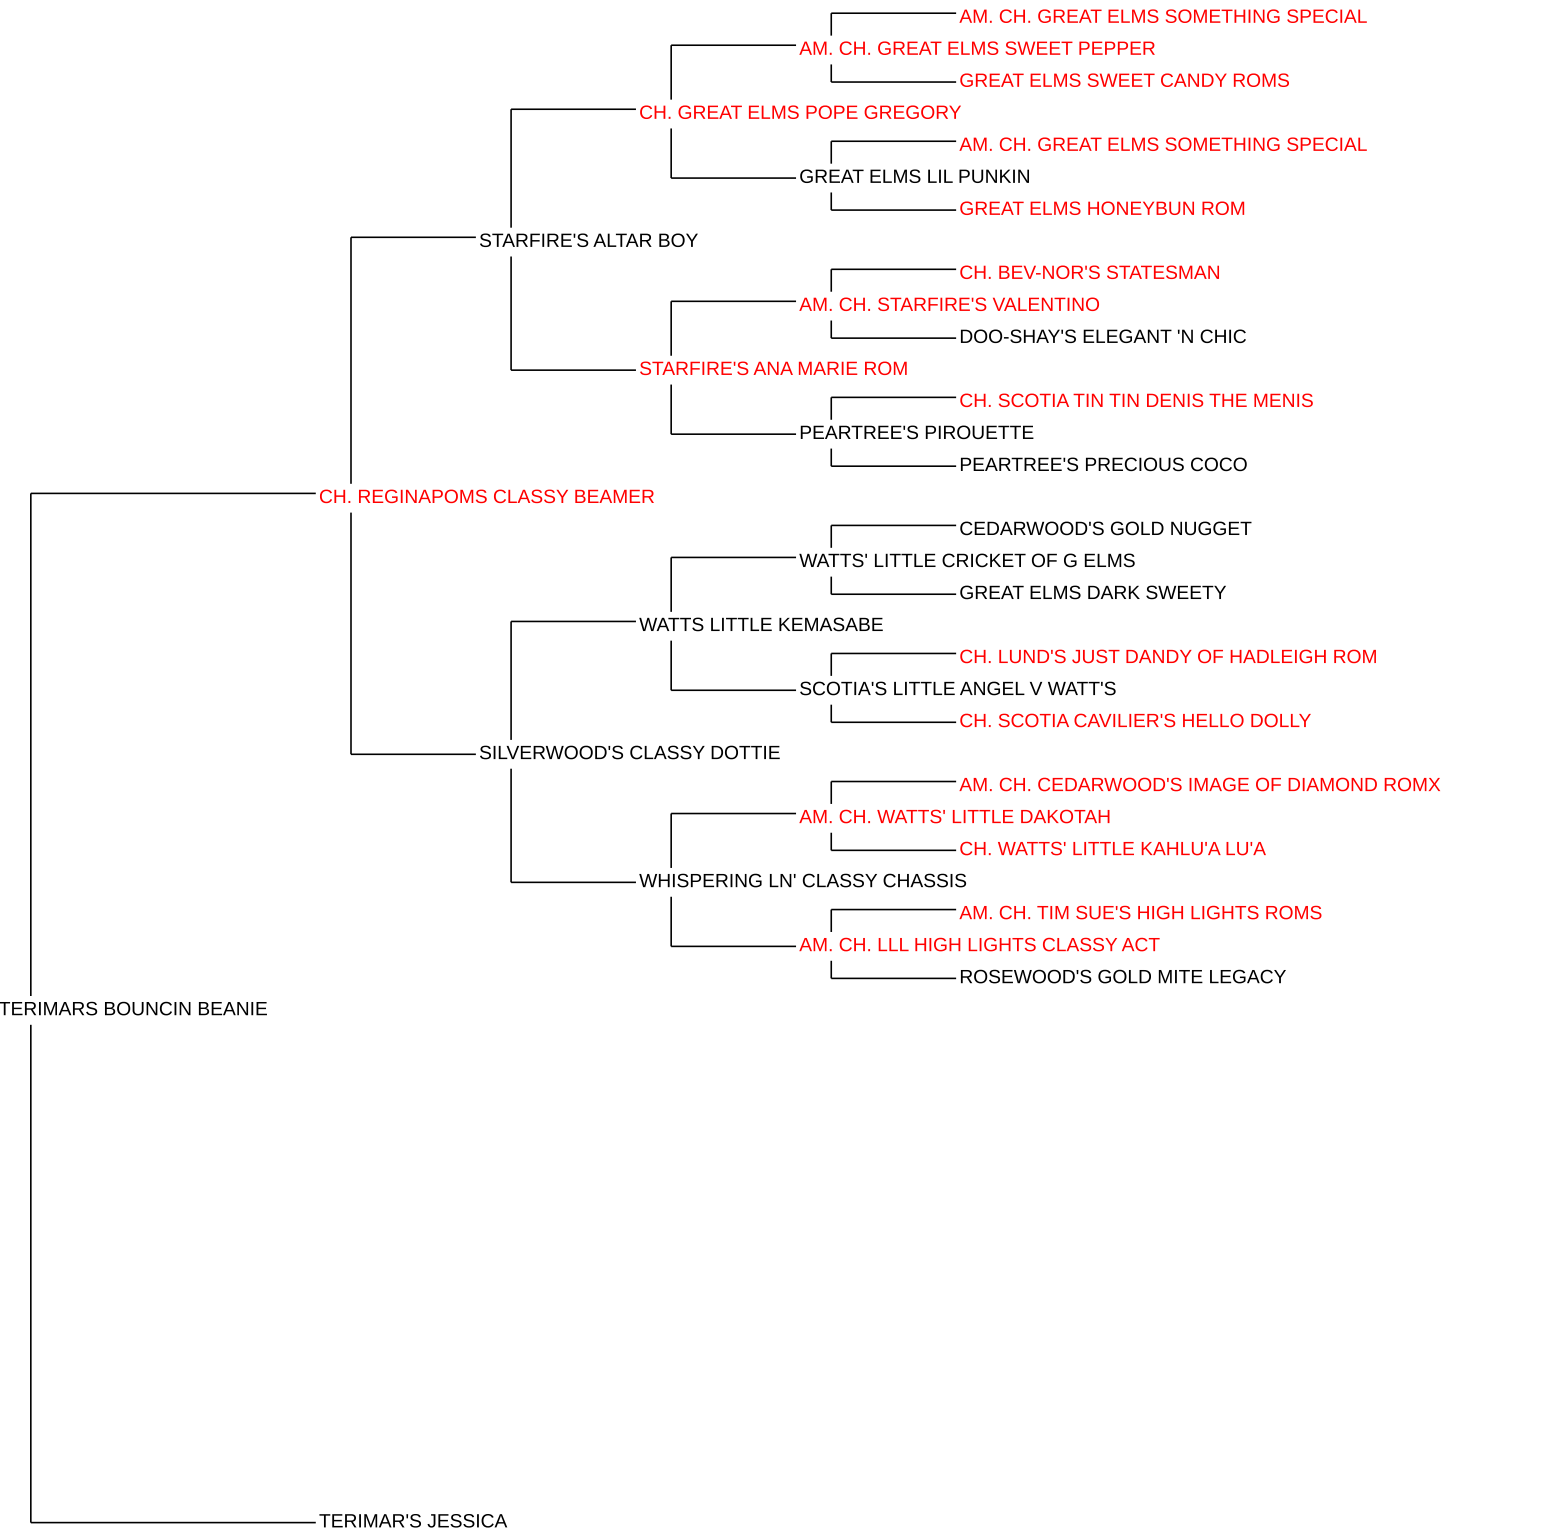 AM. CH. GREAT ELMS SOMETHING SPECIAL
AM. CH. GREAT ELMS SWEET PEPPER
GREAT ELMS SWEET CANDY ROMS
CH. GREAT ELMS POPE GREGORY
AM. CH. GREAT ELMS SOMETHING SPECIAL
GREAT ELMS LIL PUNKIN
GREAT ELMS HONEYBUN ROM
STARFIRE'S ALTAR BOY
CH. BEV-NOR'S STATESMAN
AM. CH. STARFIRE'S VALENTINO
DOO-SHAY'S ELEGANT 'N CHIC
STARFIRE'S ANA MARIE ROM
CH. SCOTIA TIN TIN DENIS THE MENIS
PEARTREE'S PIROUETTE
PEARTREE'S PRECIOUS COCO
CH. REGINAPOMS CLASSY BEAMER
CEDARWOOD'S GOLD NUGGET
WATTS' LITTLE CRICKET OF G ELMS
GREAT ELMS DARK SWEETY
WATTS LITTLE KEMASABE
CH. LUND'S JUST DANDY OF HADLEIGH ROM
SCOTIA'S LITTLE ANGEL V WATT'S
CH. SCOTIA CAVILIER'S HELLO DOLLY
SILVERWOOD'S CLASSY DOTTIE
AM. CH. CEDARWOOD'S IMAGE OF DIAMOND ROMX
AM. CH. WATTS' LITTLE DAKOTAH
CH. WATTS' LITTLE KAHLU'A LU'A
WHISPERING LN' CLASSY CHASSIS
AM. CH. TIM SUE'S HIGH LIGHTS ROMS
AM. CH. LLL HIGH LIGHTS CLASSY ACT
ROSEWOOD'S GOLD MITE LEGACY
TERIMARS BOUNCIN BEANIE
TERIMAR'S JESSICA